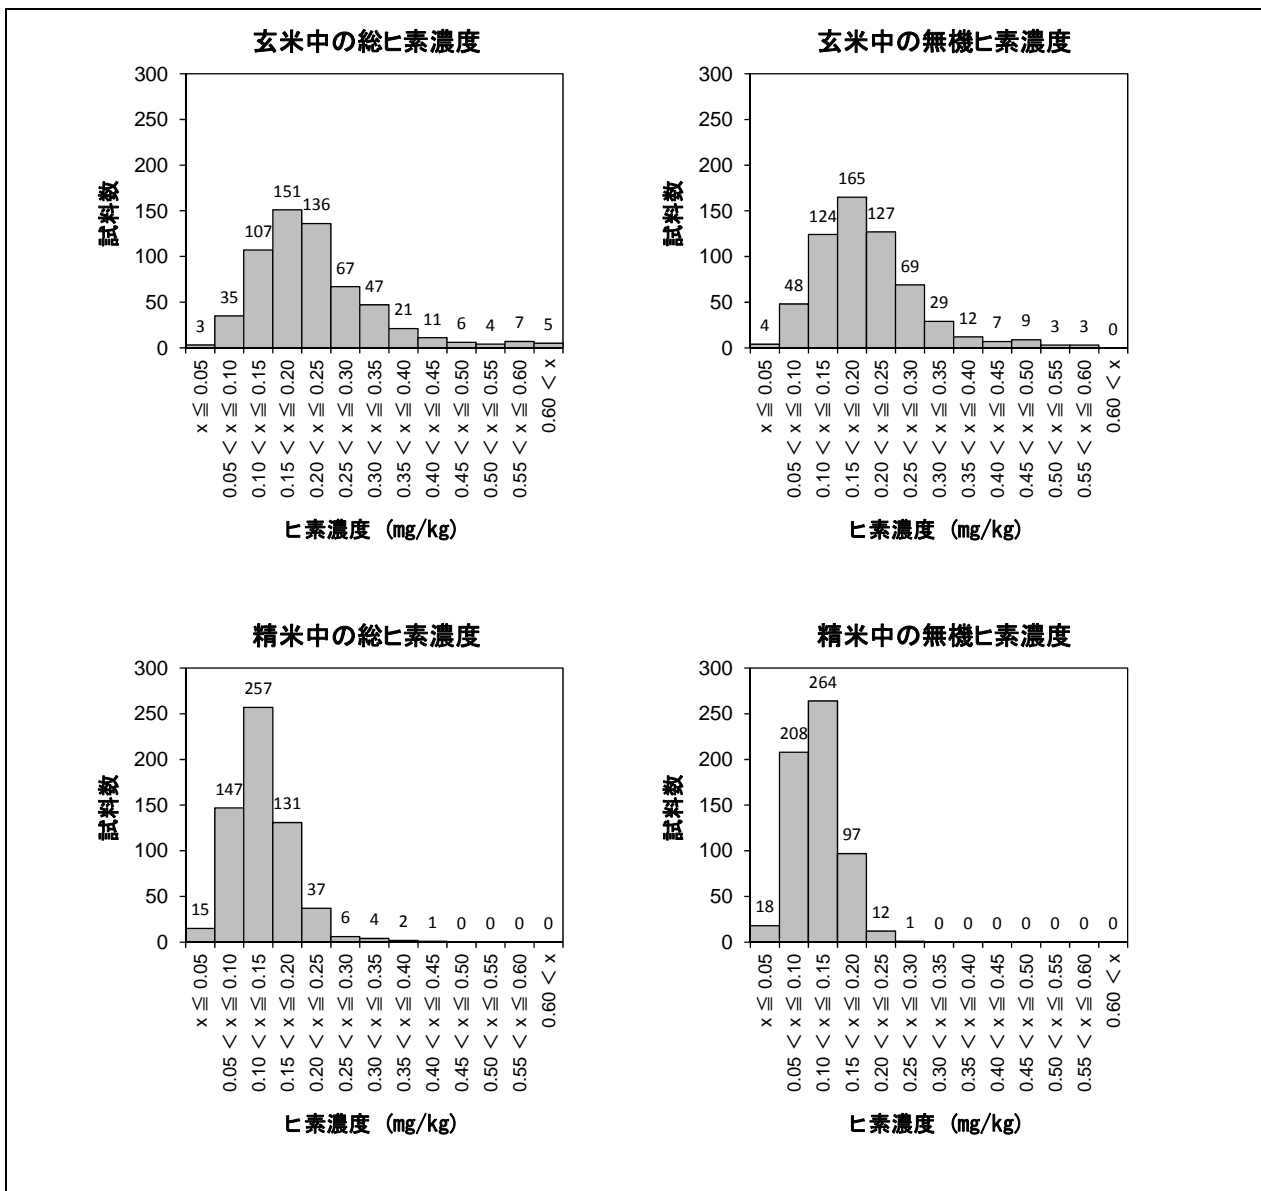 玄米中の総ヒ素濃度
300
250
200
150
100
50
0
試料数
3
35
107
151
136
67
47
21
11
6
4
7
5
x ≦ 0.05
0.05 < x ≦ 0.10
0.10 < x ≦ 0.15
0.15 < x ≦ 0.20
0.20 < x ≦ 0.25
0.25 < x ≦ 0.30
0.30 < x ≦ 0.35
0.35 < x ≦ 0.40
0.40 < x ≦ 0.45
0.45 < x ≦ 0.50
0.50 < x ≦ 0.55
0.55 < x ≦ 0.60
0.60 < x
ヒ素濃度 (mg/kg)
玄米中の無機ヒ素濃度
300
250
200
150
100
50
0
試料数
4
48
124
165
127
69
29
12
7
9
3
3
0
x ≦ 0.05
0.05 < x ≦ 0.10
0.10 < x ≦ 0.15
0.15 < x ≦ 0.20
0.20 < x ≦ 0.25
0.25 < x ≦ 0.30
0.30 < x ≦ 0.35
0.35 < x ≦ 0.40
0.40 < x ≦ 0.45
0.45 < x ≦ 0.50
0.50 < x ≦ 0.55
0.55 < x ≦ 0.60
0.60 < x
ヒ素濃度 (mg/kg)
精米中の総ヒ素濃度
300
250
200
150
100
50
0
試料数
15
147
257
131
37
6
4
2
1
0
0
0
0
x ≦ 0.05
0.05 < x ≦ 0.10
0.10 < x ≦ 0.15
0.15 < x ≦ 0.20
0.20 < x ≦ 0.25
0.25 < x ≦ 0.30
0.30 < x ≦ 0.35
0.35 < x ≦ 0.40
0.40 < x ≦ 0.45
0.45 < x ≦ 0.50
0.50 < x ≦ 0.55
0.55 < x ≦ 0.60
0.60 < x
ヒ素濃度 (mg/kg)
精米中の無機ヒ素濃度
300
250
200
150
100
50
0
試料数
18
208
264
97
12
1
0
0
0
0
0
0
0
x ≦ 0.05
0.05 < x ≦ 0.10
0.10 < x ≦ 0.15
0.15 < x ≦ 0.20
0.20 < x ≦ 0.25
0.25 < x ≦ 0.30
0.30 < x ≦ 0.35
0.35 < x ≦ 0.40
0.40 < x ≦ 0.45
0.45 < x ≦ 0.50
0.50 < x ≦ 0.55
0.55 < x ≦ 0.60
0.60 < x
ヒ素濃度 (mg/kg)